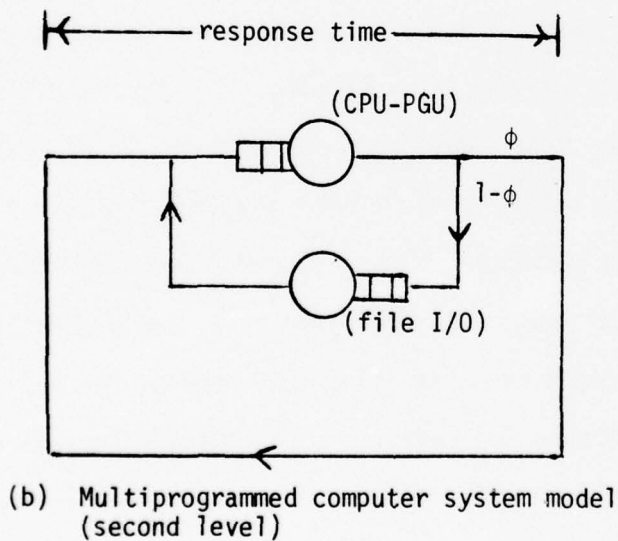 response time
(CPU-PGU)
ϕ
1-ϕ
(file I/O)
(b) Multiprogrammed computer system model
(second level)